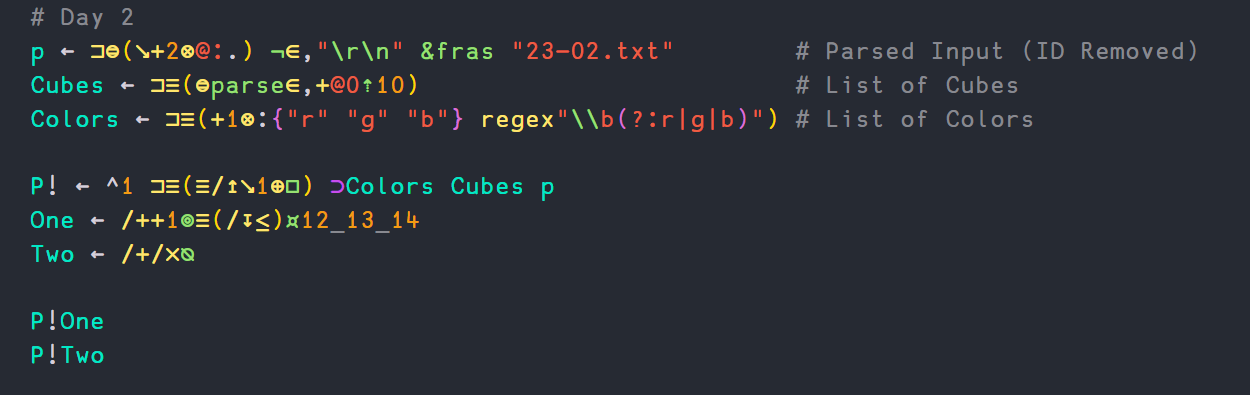 # Day 2
p ← ⊐⊜(↘+2⊗@:.) ¬∊,"\r\n" &fras "23-02.txt" # Parsed Input (ID Removed)
Cubes ← ⊐≡(⊜parse∊,+@0⇡10) # List of Cubes
Colors ← ⊐≡(+1⊗:{"r" "g" "b"} regex"\\b(?:r|g|b)") # List of Colors
P! ← ^1 ⊐≡(≡/↥↘1⊕□) ⊃Colors Cubes p
One ← /++1⊚≡(/↧≤)¤12_13_14
Two ← /+/×⍉
P!One
P!Two